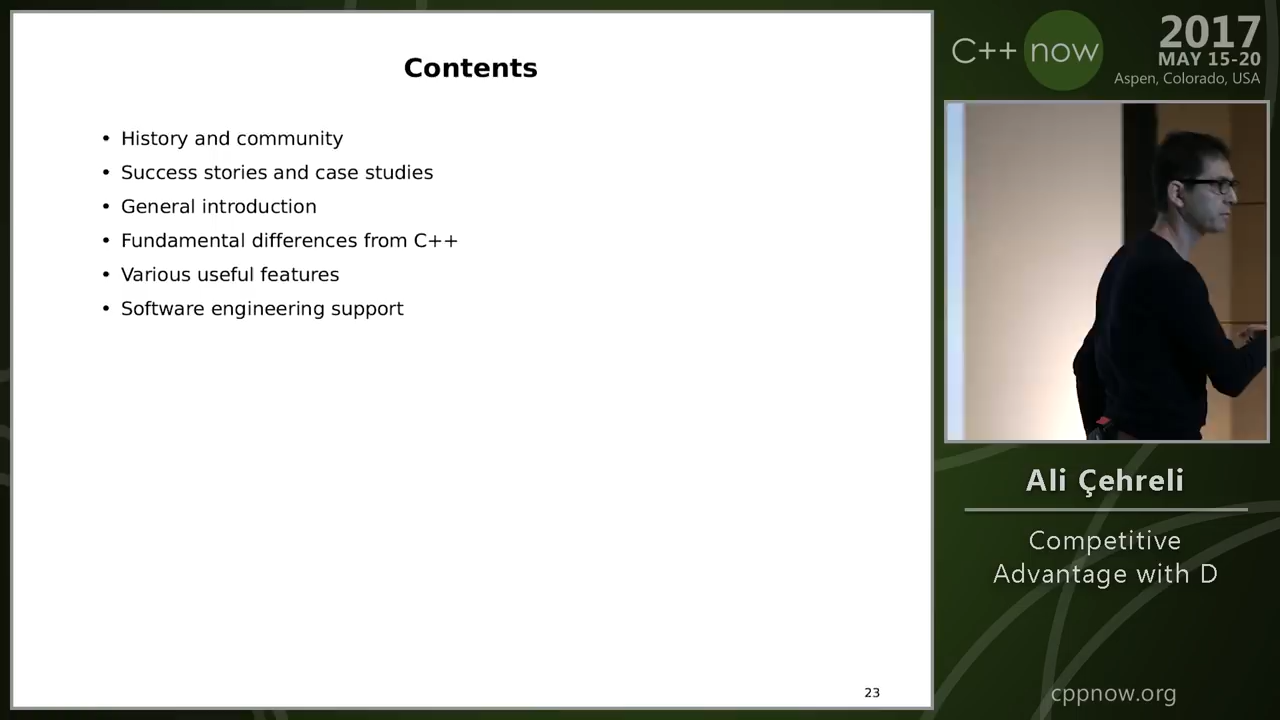 Contents
• History and community
• Success stories and case studies
• General introduction
• Fundamental differences from C++
• Various useful features
• Software engineering support
23
C++ now
2017
MAY 15-20
Aspen, Colorado, USA
Ali Çehreli
Competitive
Advantage with D
cppnow.org